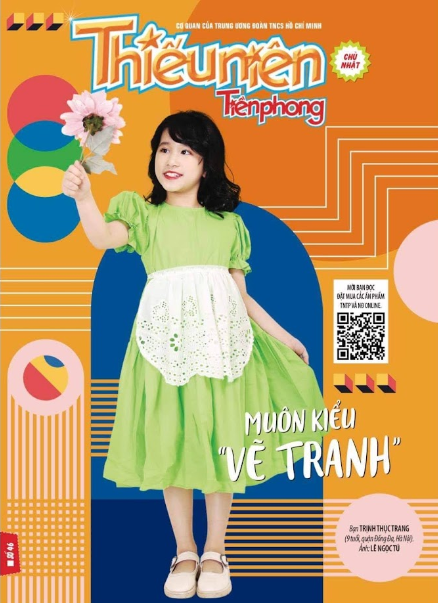 CƠ QUAN CỦA TRUNG ƯƠNG ĐOÀN TNCS HỒ CHÍ MINH
Thiếu niên
Tiền phong
CHỦ
NHẬT
MỜI BẠN ĐỌC
ĐẶT MUA CÁC ẤN PHẨM
TNTP VÀ NĐ ONLINE.
MUÔN KIỂU
"VẼ TRANH"
Bạn TRỊNH THỤC TRANG
(9 tuổi, quận Đống Đa, Hà Nội).
Ảnh: LÊ NGỌC TÚ
SỐ 46